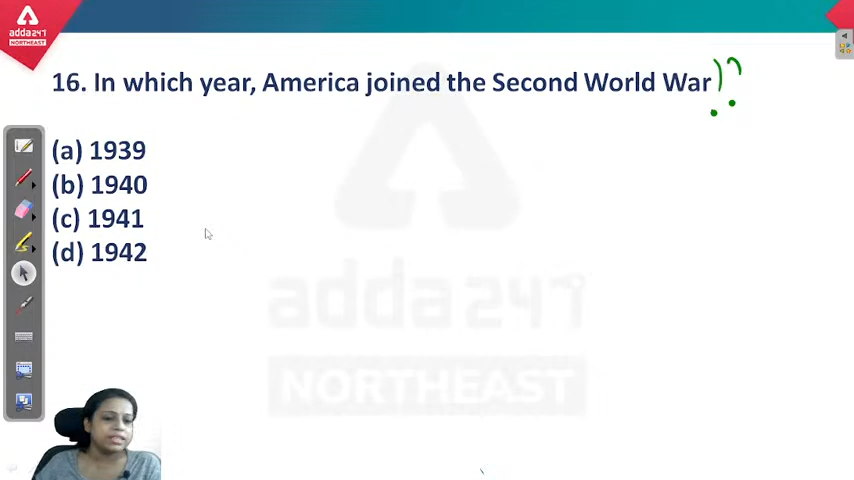 adda247
NORTHEAST
16. In which year, America joined the Second World War
(a) 1939
(b) 1940
(c) 1941
(d) 1942
adda247
NORTHEAST